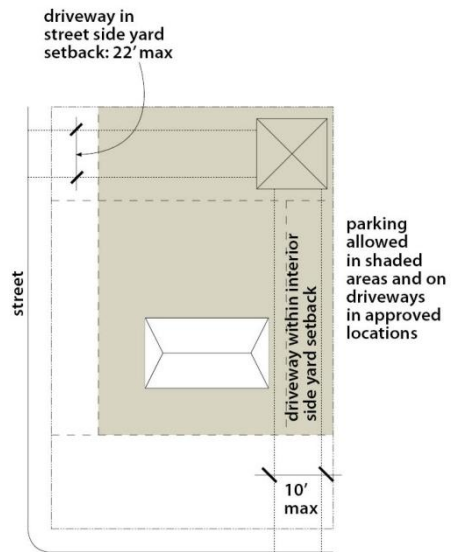 driveway in
street side yard
setback: 22' max
street
driveway within interior
side yard setback
parking
allowed
in shaded
areas and on
driveways
in approved
locations
10'
max